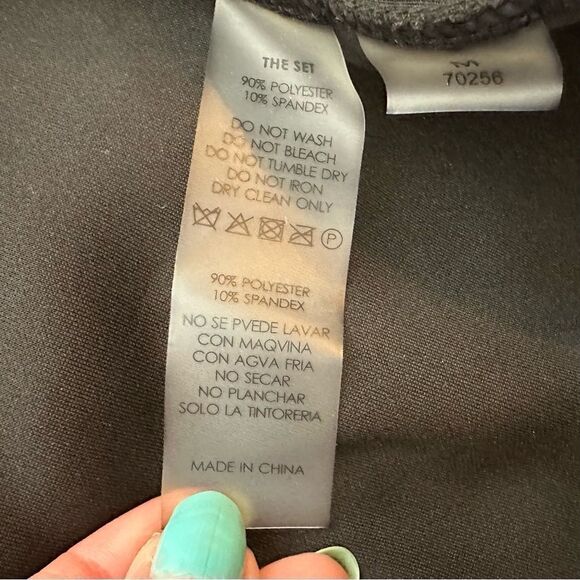 THE SET
90% POLYESTER
10% SPANDEX
DO NOT WASH
DO NOT BLEACH
DO NOT TUMBLE DRY
DO NOT IRON
DRY CLEAN ONLY
P
90% POLYESTER
10% SPANDEX
NO SE PVEDE LAVAR
CON MAQVINA
CON AGVA FRIA
NO SECAR
NO PLANCHAR
SOLO LA TINTORERIA
MADE IN CHINA
M
70256